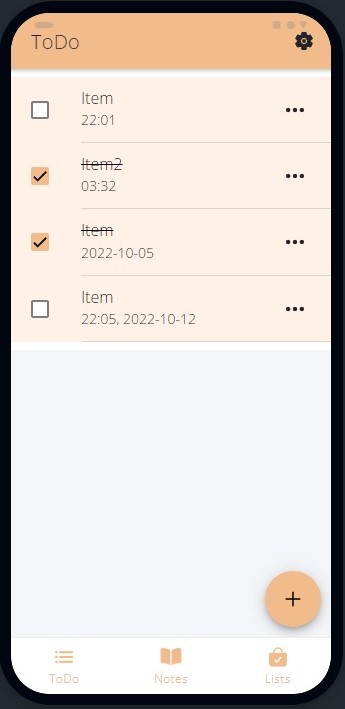 ToDo
Item
22:01
Item2
03:32
Item
2022-10-05
Item
22:05, 2022-10-12
ToDo
Notes
Lists